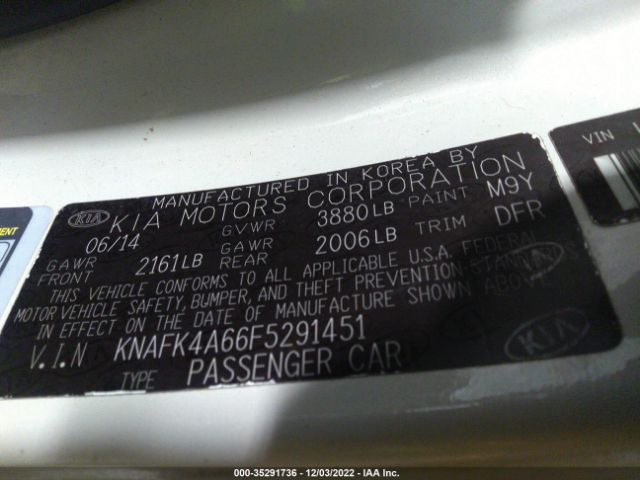 MANUFACTURED IN KOREA BY
KIA KIA MOTORS CORPORATION
06/14 GVWR 3880LB PAINT M9Y
GAWR FRONT 2161LB GAWR REAR 2006LB TRIM DFR
THIS VEHICLE CONFORMS TO ALL APPLICABLE U.S.A. FEDERAL
MOTOR VEHICLE SAFETY, BUMPER, AND THEFT PREVENTION STANDARDS
IN EFFECT ON THE DATE OF MANUFACTURE SHOWN ABOVE
V.I.N KNAFK4A66F5291451
TYPE PASSENGER CAR
KIA
VIN
000-35291736 - 12/03/2022 - IAA Inc.